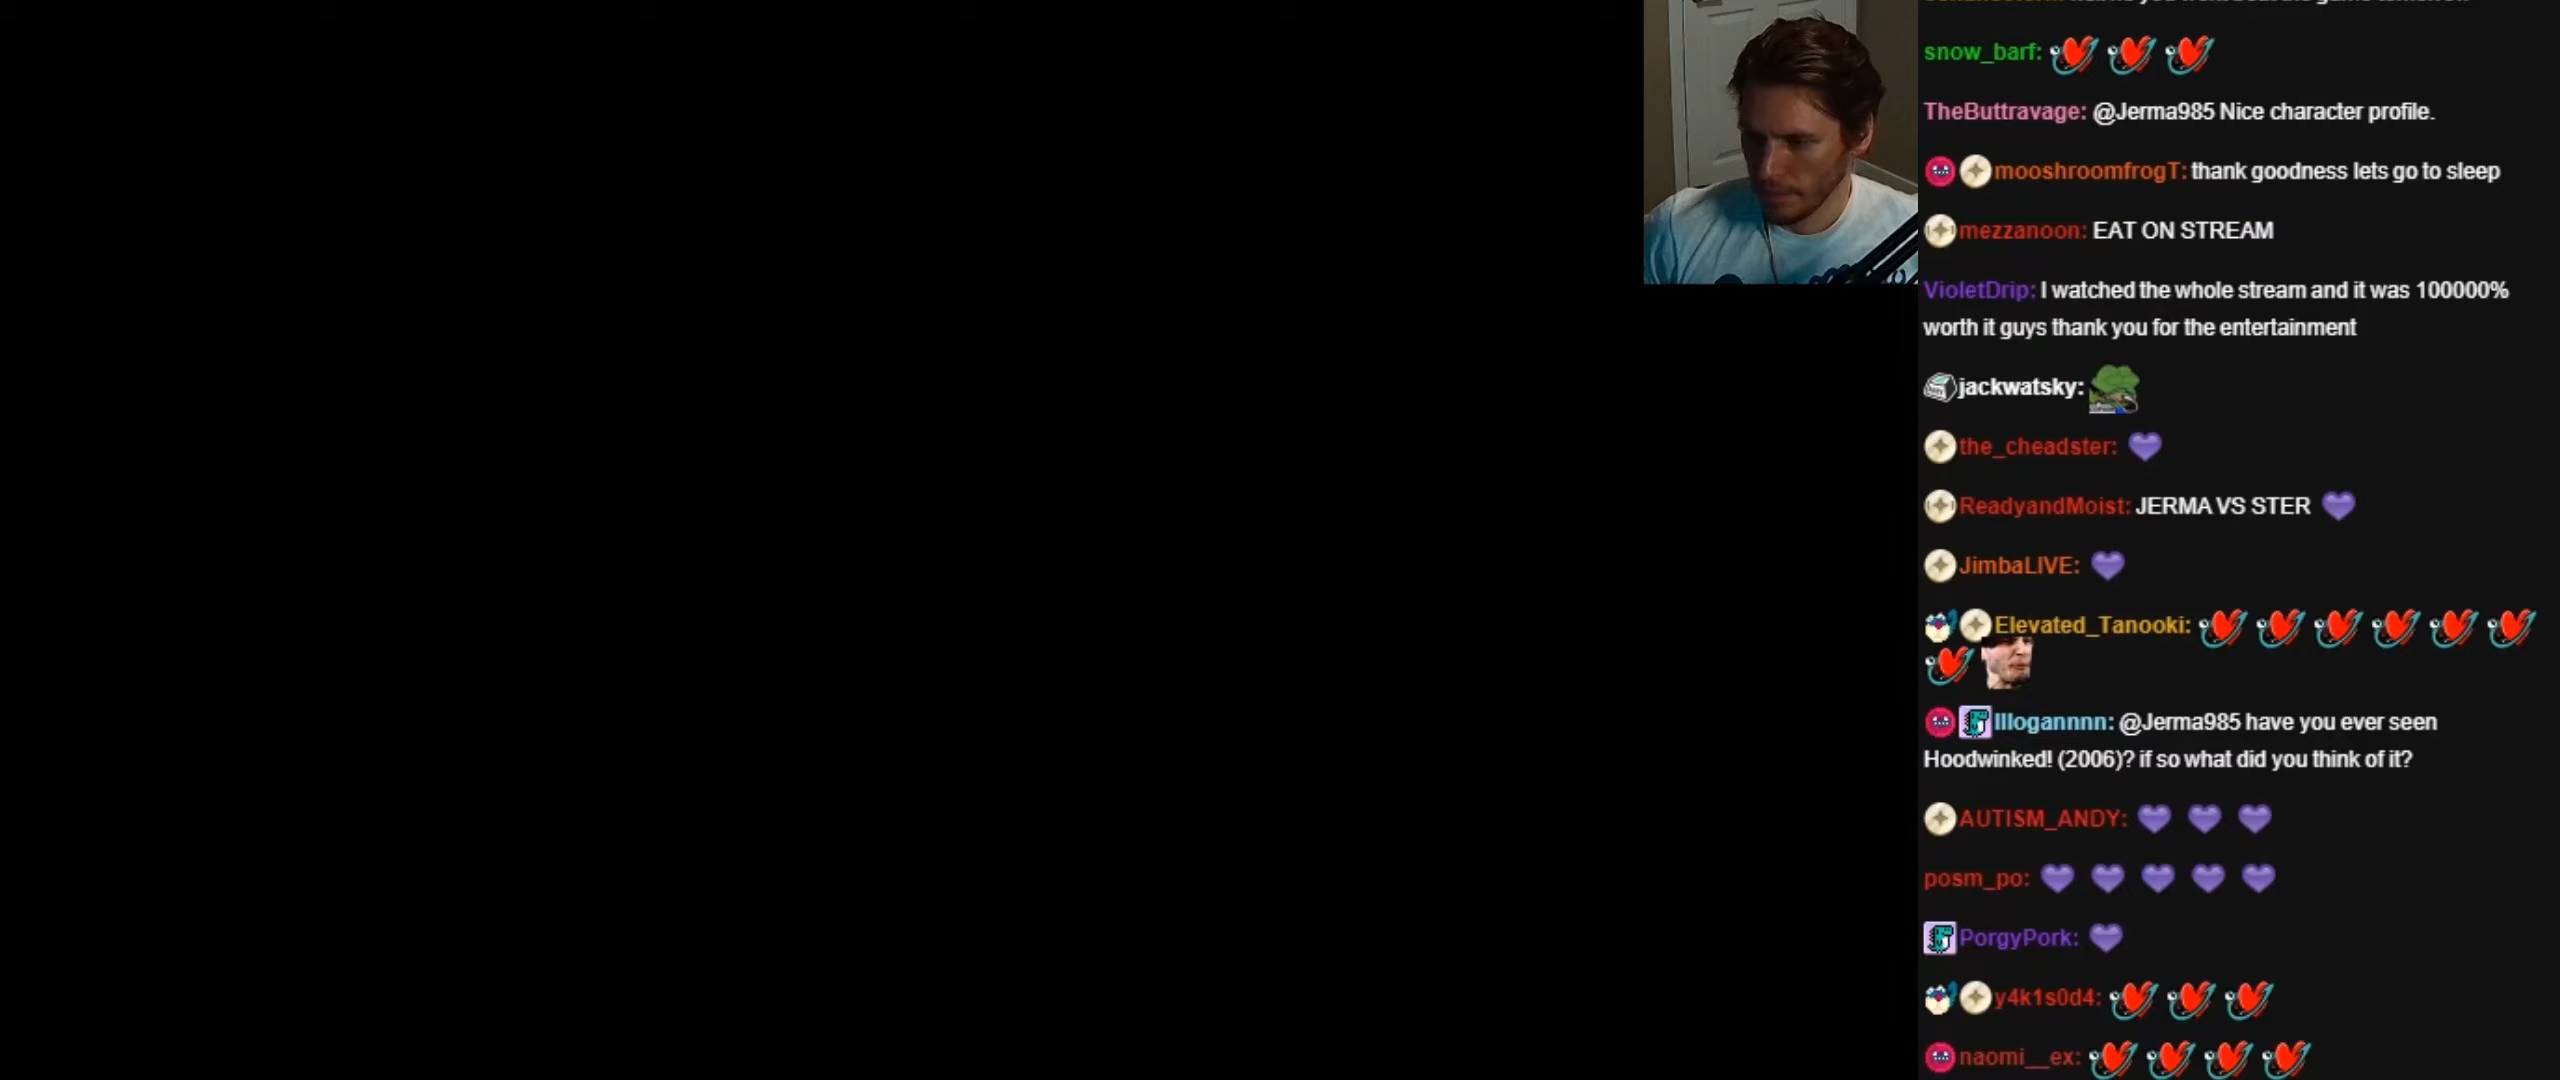 snow_barf:
TheButtravage: @Jerma985 Nice character profile.
mooshroomfrogT: thank goodness lets go to sleep
mezzanoon: EAT ON STREAM
VioletDrip: I watched the whole stream and it was 100000%
worth it guys thank you for the entertainment
jackwatsky:
the_cheadster:
ReadyandMoist: JERMA VS STER
JimbaLIVE:
Elevated_Tanooki:
lllogannnn: @Jerma985 have you ever seen
Hoodwinked! (2006)? if so what did you think of it?
AUTISM_ANDY:
posm_po:
PorgyPork:
y4k1s0d4:
naomi__ex: